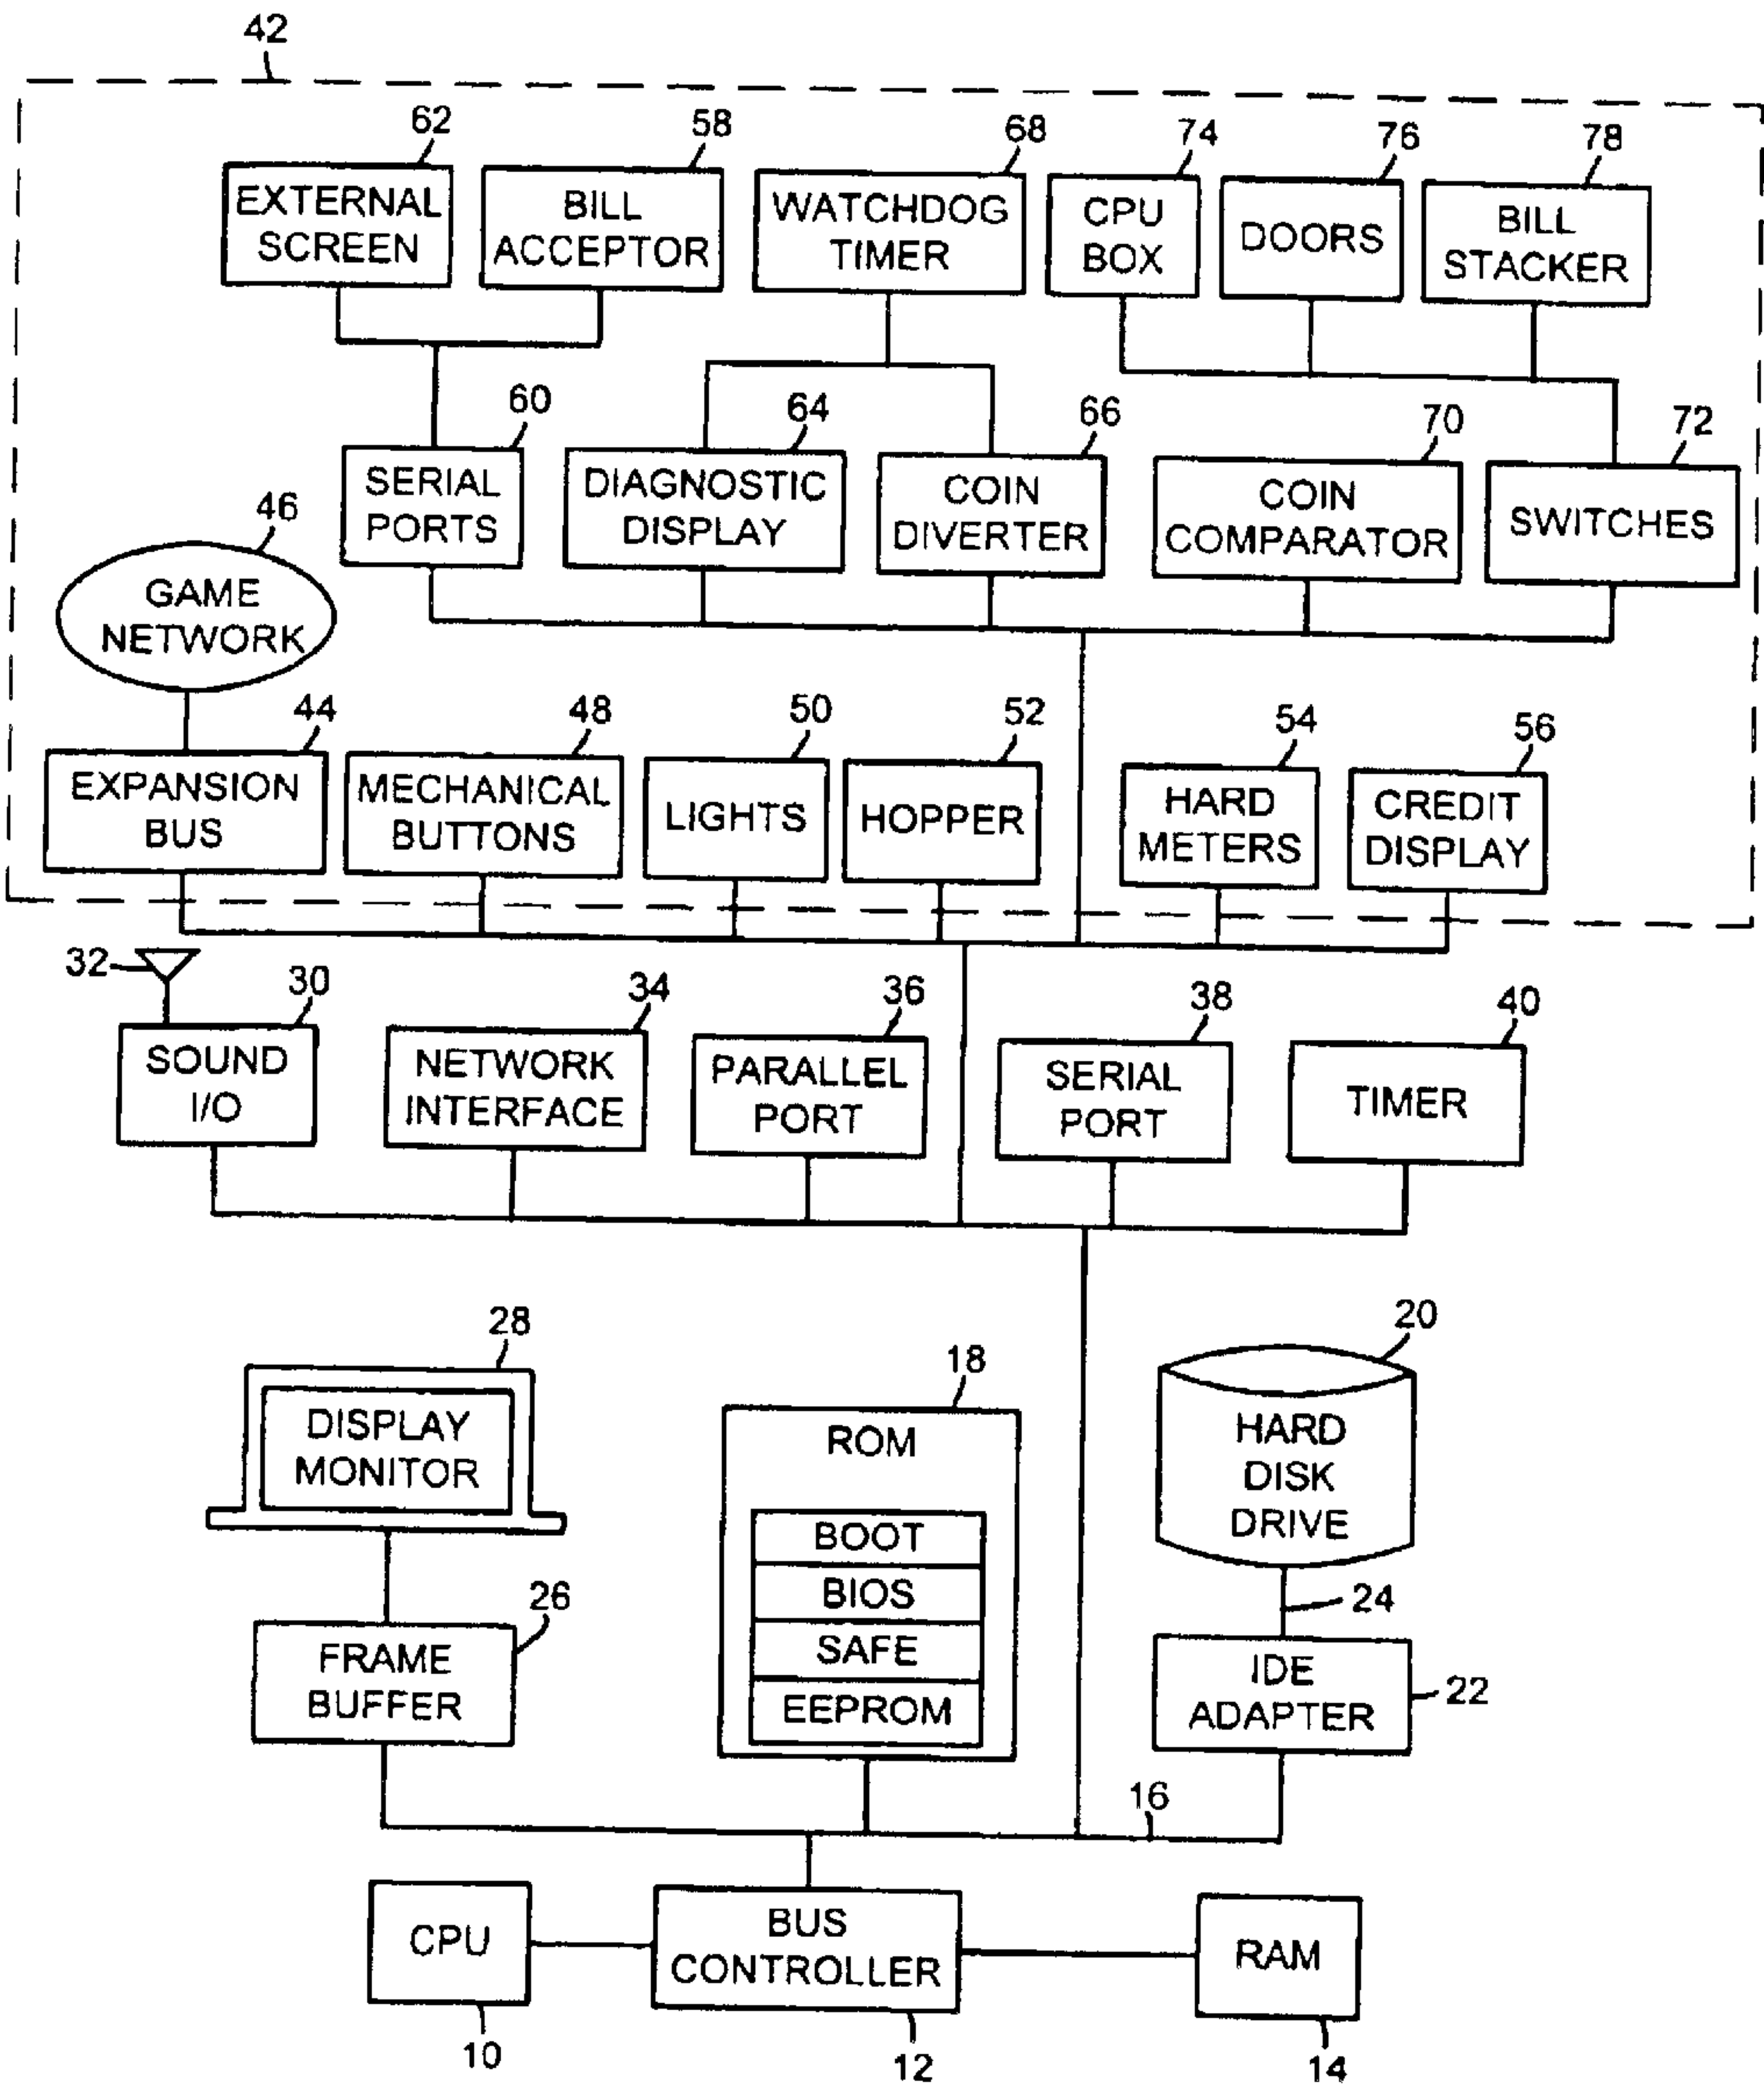 42
62
58
68
74
76
78
EXTERNAL
SCREEN
BILL
ACCEPTOR
WATCHDOG
TIMER
CPU
BOX
DOORS
BILL
STACKER
60
64
66
70
72
SERIAL
PORTS
DIAGNOSTIC
DISPLAY
COIN
DIVERTER
COIN
COMPARATOR
SWITCHES
46
GAME
NETWORK
44
48
50
52
54
56
EXPANSION
BUS
MECHANICAL
BUTTONS
LIGHTS
HOPPER
HARD
METERS
CREDIT
DISPLAY
32
30
34
36
38
40
SOUND
I/O
NETWORK
INTERFACE
PARALLEL
PORT
SERIAL
PORT
TIMER
28
18
20
DISPLAY
MONITOR
ROM
BOOT
BIOS
SAFE
EEPROM
HARD
DISK
DRIVE
26
24
FRAME
BUFFER
IDE
ADAPTER
22
16
CPU
BUS
CONTROLLER
RAM
10
12
14